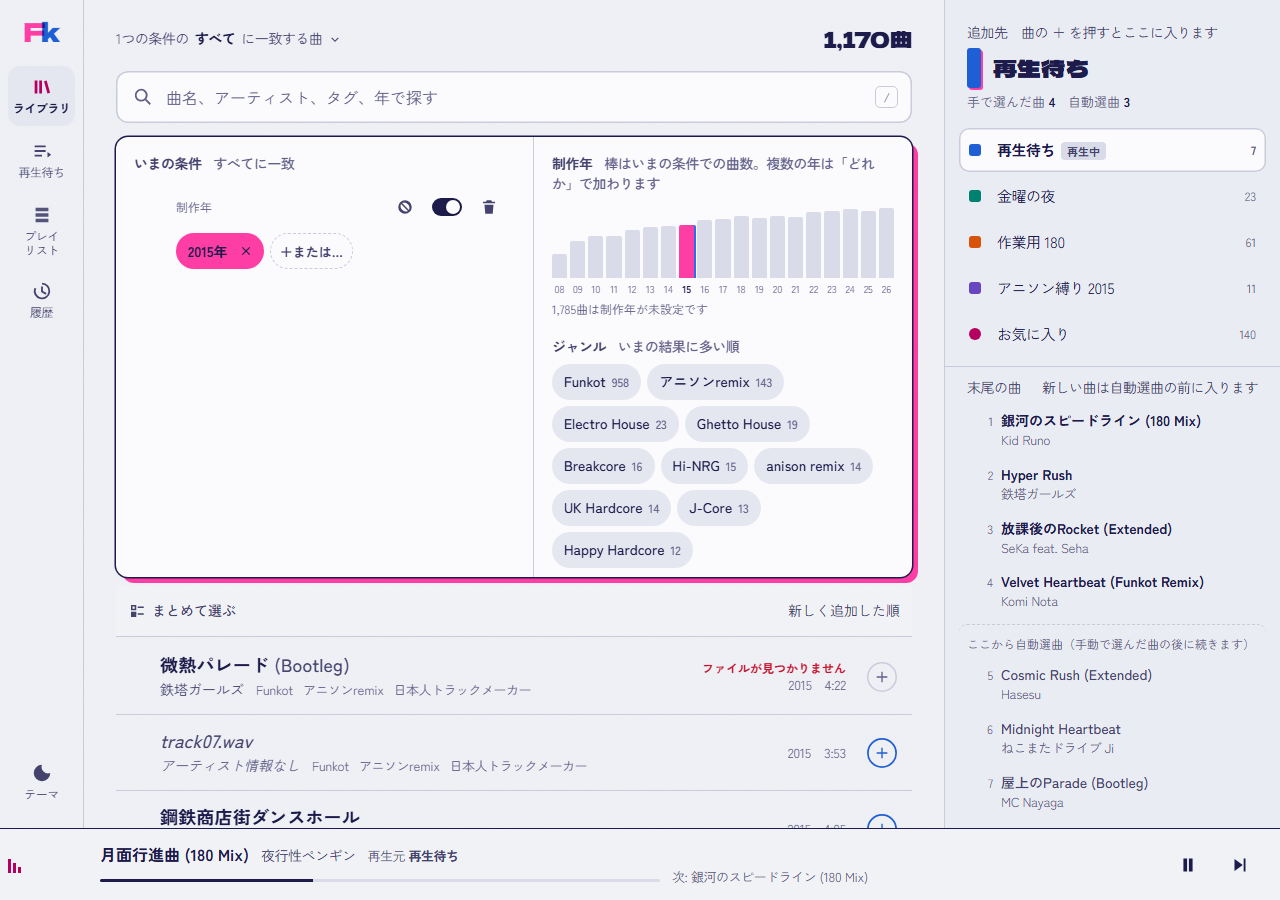 Fk
ライブラリ
再生待ち
プレイ
リスト
履歴
テーマ
1つの条件の すべて に一致する曲
1,170曲
曲名、アーティスト、タグ、年で探す
/
いまの条件 すべてに一致
制作年
2015年 ×
+または...
制作年 棒はいまの条件での曲数。複数の年は「どれ
か」で加わります
08 09 10 11 12 13 14 15 16 17 18 19 20 21 22 23 24 25 26
1,785曲は制作年が未設定です
ジャンル いまの結果に多い順
Funkot 958
アニソンremix 143
Electro House 23
Ghetto House 19
Breakcore 16
Hi-NRG 15
anison remix 14
UK Hardcore 14
J-Core 13
Happy Hardcore 12
まとめて選ぶ
新しく追加した順
微熱パレード (Bootleg)
鉄塔ガールズ Funkot アニソンremix 日本人トラックメーカー
ファイルが見つかりません
2015 4:22
track07.wav
アーティスト情報なし Funkot アニソンremix 日本人トラックメーカー
2015 3:53
鋼鉄商店街ダンスホール
追加先 曲の + を押すとここに入ります
再生待ち
手で選んだ曲 4 自動選曲 3
再生待ち 再生中 7
金曜の夜 23
作業用 180 61
アニソン縛り 2015 11
お気に入り 140
末尾の曲 新しい曲は自動選曲の前に入ります
1 銀河のスピードライン (180 Mix)
Kid Runo
2 Hyper Rush
鉄塔ガールズ
3 放課後のRocket (Extended)
SeKa feat. Seha
4 Velvet Heartbeat (Funkot Remix)
Komi Nota
ここから自動選曲（手動で選んだ曲の後に続きます）
5 Cosmic Rush (Extended)
Hasesu
6 Midnight Heartbeat
ねこまたドライブ Ji
7 屋上のParade (Bootleg)
MC Nayaga
月面行進曲 (180 Mix) 夜行性ペンギン 再生元 再生待ち
次: 銀河のスピードライン (180 Mix)